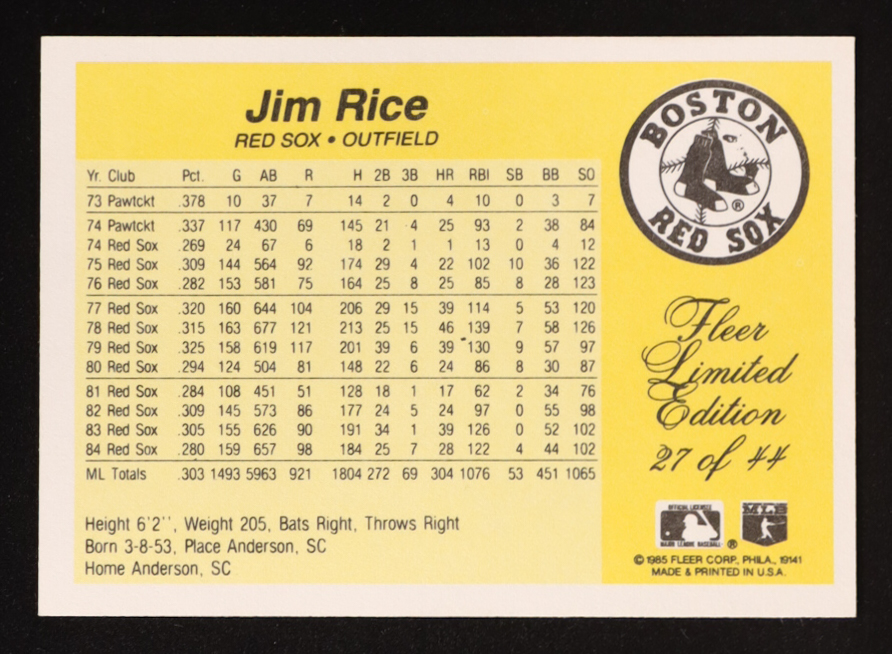 Jim Rice
RED SOX • OUTFIELD
BOSTON
RED SOX
®
Yr. Club Pct. G AB R H 2B 3B HR RBI SB BB SO
73 Pawtckt .378 10 37 7 14 2 0 4 10 0 3 7
74 Pawtckt .337 117 430 69 145 21 4 25 93 2 38 84
74 Red Sox .269 24 67 6 18 2 1 1 13 0 4 12
75 Red Sox .309 144 564 92 174 29 4 22 102 10 36 122
76 Red Sox .282 153 581 75 164 25 8 25 85 8 28 123
77 Red Sox .320 160 644 104 206 29 15 39 114 5 53 120
78 Red Sox .315 163 677 121 213 25 15 46 139 7 58 126
79 Red Sox .325 158 619 117 201 39 6 39 130 9 57 97
80 Red Sox .294 124 504 81 148 22 6 24 86 8 30 87
81 Red Sox .284 108 451 51 128 18 1 17 62 2 34 76
82 Red Sox .309 145 573 86 177 24 5 24 97 0 55 98
83 Red Sox .305 155 626 90 191 34 1 39 126 0 52 102
84 Red Sox .280 159 657 98 184 25 7 28 122 4 44 102
ML Totals .303 1493 5963 921 1804 272 69 304 1076 53 451 1065
Height 6'2'', Weight 205, Bats Right, Throws Right
Born 3-8-53, Place Anderson, SC
Home Anderson, SC
Fleer
Limited
Edition
27 of 44
OFFICIAL LICENSEE
MAJOR LEAGUE BASEBALL
®
MLB
© 1985 FLEER CORP., PHILA., 19141
MADE & PRINTED IN U.S.A.